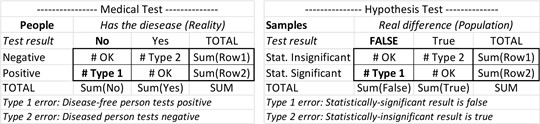 --------------- Medical Test ---------------
People Has the disease (Reality)
Test result No Yes TOTAL
Negative # OK # Type 2 Sum(Row1)
Positive # Type 1 # OK Sum(Row2)
TOTAL Sum(No) Sum(Yes) SUM
Type 1 error: Disease-free person tests positive
Type 2 error: Diseased person tests negative
--------------- Hypothesis Test ---------------
Samples Real difference (Population)
Test result FALSE True TOTAL
Stat. Insignificant # OK # Type 2 Sum(Row1)
Stat. Significant # Type 1 # OK Sum(Row2)
TOTAL Sum(False) Sum(True) SUM
Type 1 error: Statistically-significant result is false
Type 2 error: Statistically-insignificant result is true